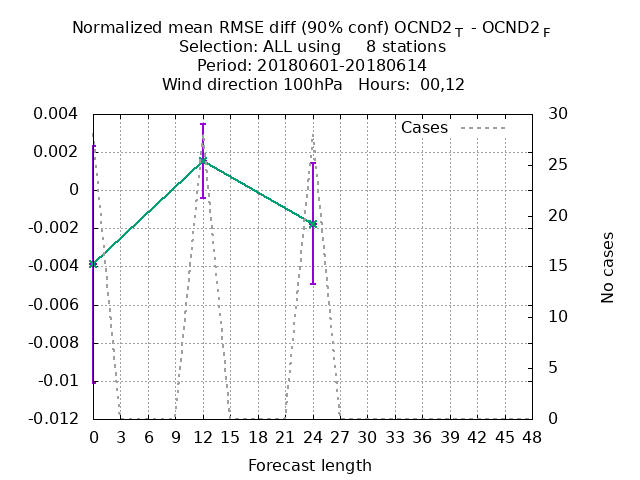 Normalized mean RMSE diff (90% conf) OCND2 T - OCND2 F
Selection: ALL using 8 stations
Period: 20180601-20180614
Wind direction 100hPa Hours: 00,12
Cases
0.004
0.002
0
-0.002
-0.004
-0.006
-0.008
-0.01
-0.012
30
25
20
15
10
5
0
No cases
0 3 6 9 12 15 18 21 24 27 30 33 36 39 42 45 48
Forecast length